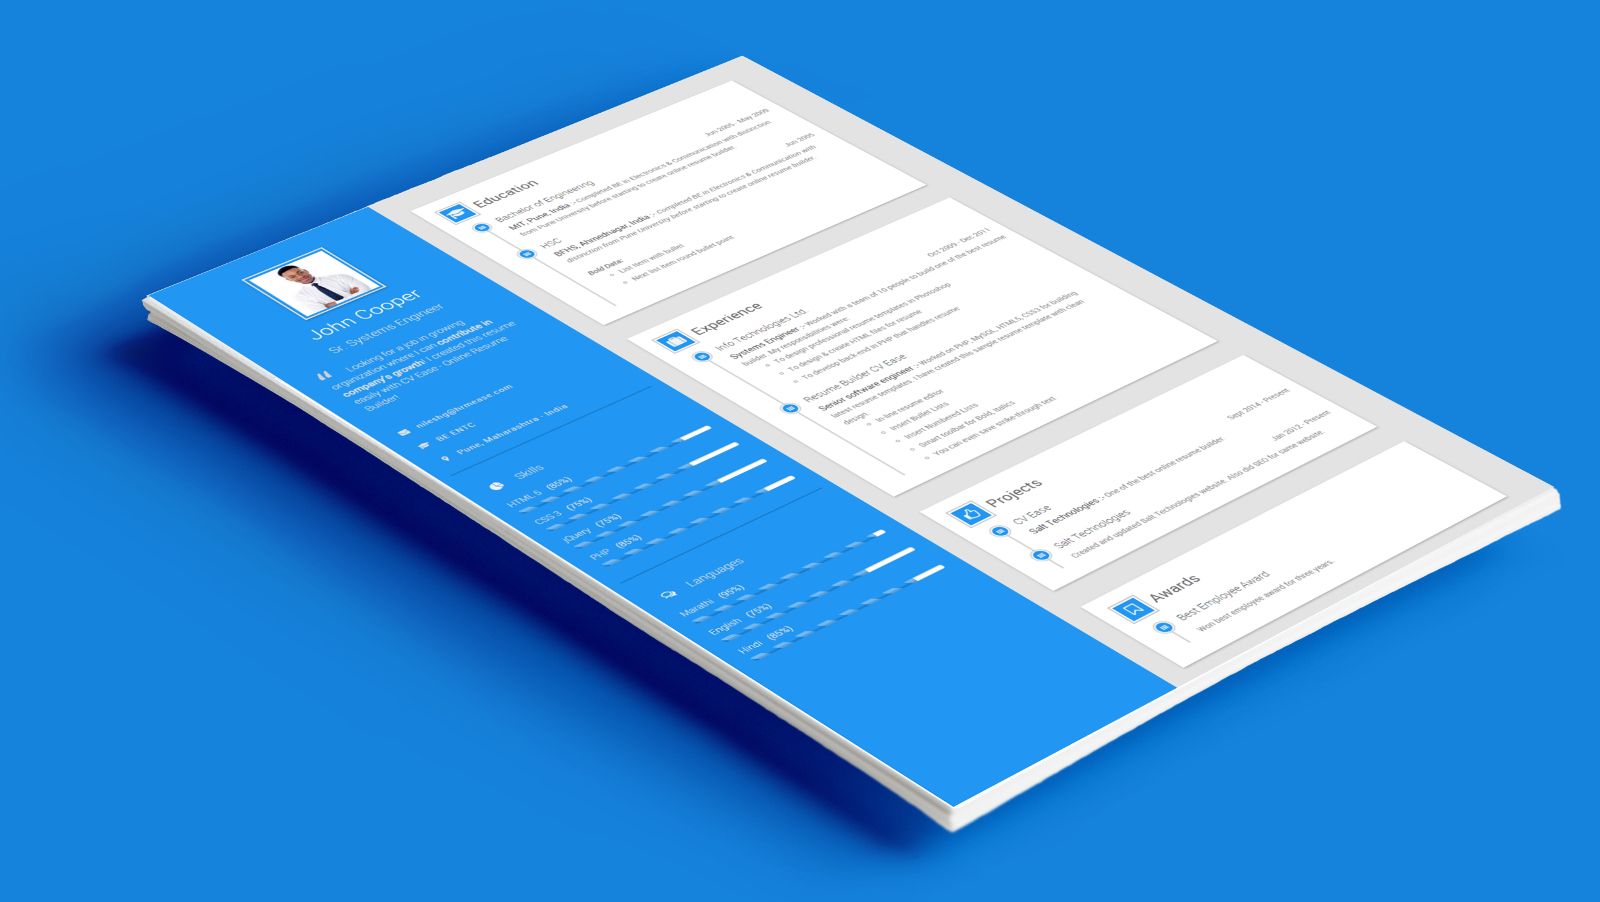 John Cooper
Sr. Systems Engineer
Looking for a job in growing
organization where I can contribute in
company's growth! I created this resume
easily with CV Ease - Online Resume
Builder!
nileshg@hrmease.com
BE ENTC
Pune, Maharashtra - India
Skills
HTML 5 (85%)
CSS 3 (75%)
jQuery (70%)
PHP (85%)
Languages
Marathi (95%)
English (75%)
Hindi (85%)
Education
Jun 2005 - May 2009
Bachelor of Engineering
MIT, Pune, India :- Completed BE in Electronics & Communication with distinction
from Pune University before starting to create online resume builder.
Jun 2005
HSC
BFHS, Ahmednagar, India :- Completed BE in Electronics & Communication with
distinction from Pune University before starting to create online resume builder.
Bold Data:
List item with bullet
Next list item round bullet point
Experience
Oct 2009 - Dec 2011
Info Technologies Ltd.
Systems Engineer :- Worked with a team of 10 people to build one of the best resume
builder. My responsibilities were:
To design professional resume templates in Photoshop
To design & create HTML files for resume
To develop back-end in PHP that handles resume
Resume Builder CV Ease
Senior software engineer :- Worked on PHP, MySQL, HTML5, CSS3 for building
latest resume templates. I have created this sample resume template with clean
design.
In-line resume editor
Insert Bullet Lists
Insert Numbered Lists
Smart toolbar for Bold, Italics
You can even save strike-through text
Projects
Sept 2014 - Present
CV Ease
Salt Technologies :- One of the best online resume builder.
Jan 2012 - Present
Salt Technologies
Created and updated Salt Technologies website. Also did SEO for same website.
Awards
Best Employee Award
Won best employee award for three years.